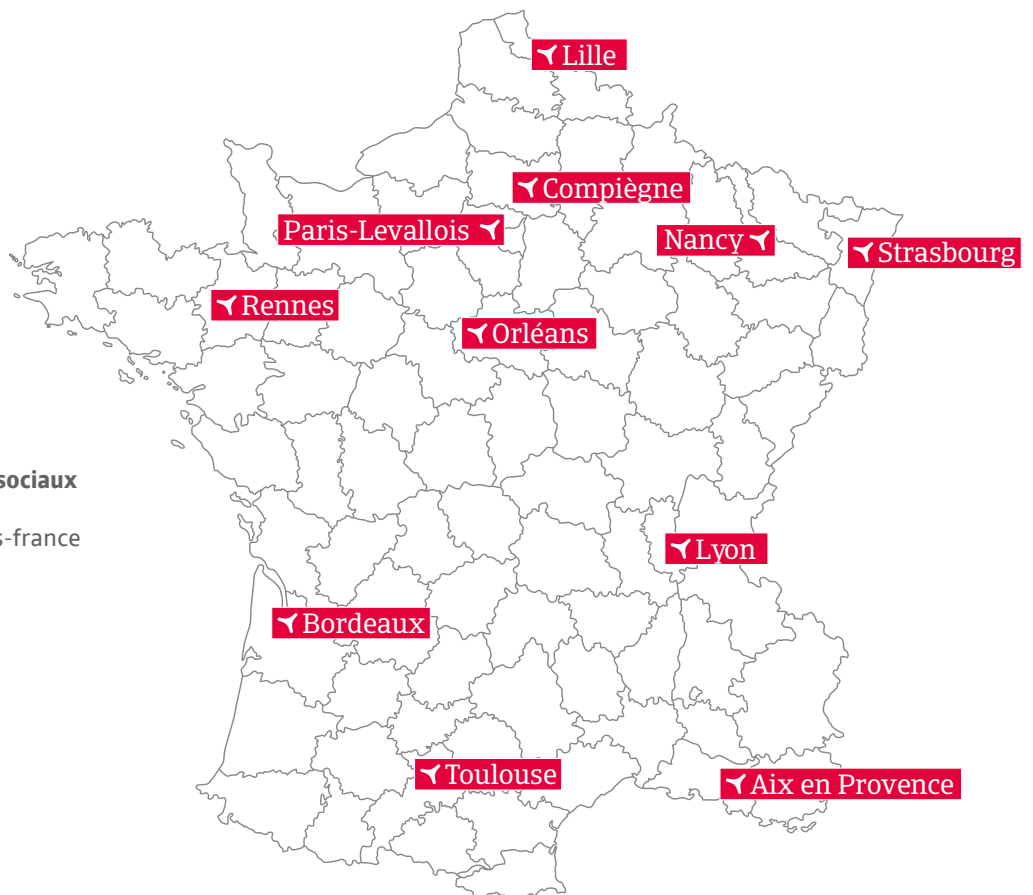 Lille
Compiègne
Paris-Levallois
Nancy
Strasbourg
Rennes
Orléans
sociaux
s-france
Lyon
Bordeaux
Toulouse
Aix en Provence